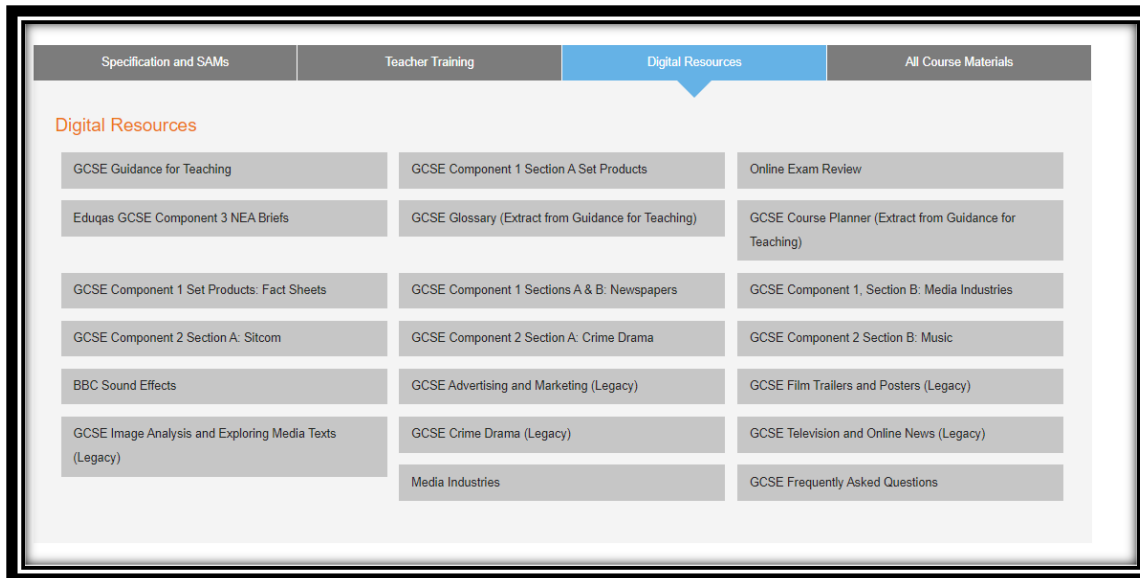 Specification and SAMs
Teacher Training
Digital Resources
All Course Materials
Digital Resources
GCSE Guidance for Teaching
GCSE Component 1 Section A Set Products
Online Exam Review
Eduqas GCSE Component 3 NEA Briefs
GCSE Glossary (Extract from Guidance for Teaching)
GCSE Course Planner (Extract from Guidance for
Teaching)
GCSE Component 1 Set Products: Fact Sheets
GCSE Component 1 Sections A & B: Newspapers
GCSE Component 1, Section B: Media Industries
GCSE Component 2 Section A: Sitcom
GCSE Component 2 Section A: Crime Drama
GCSE Component 2 Section B: Music
BBC Sound Effects
GCSE Advertising and Marketing (Legacy)
GCSE Film Trailers and Posters (Legacy)
GCSE Image Analysis and Exploring Media Texts
(Legacy)
GCSE Crime Drama (Legacy)
GCSE Television and Online News (Legacy)
Media Industries
GCSE Frequently Asked Questions